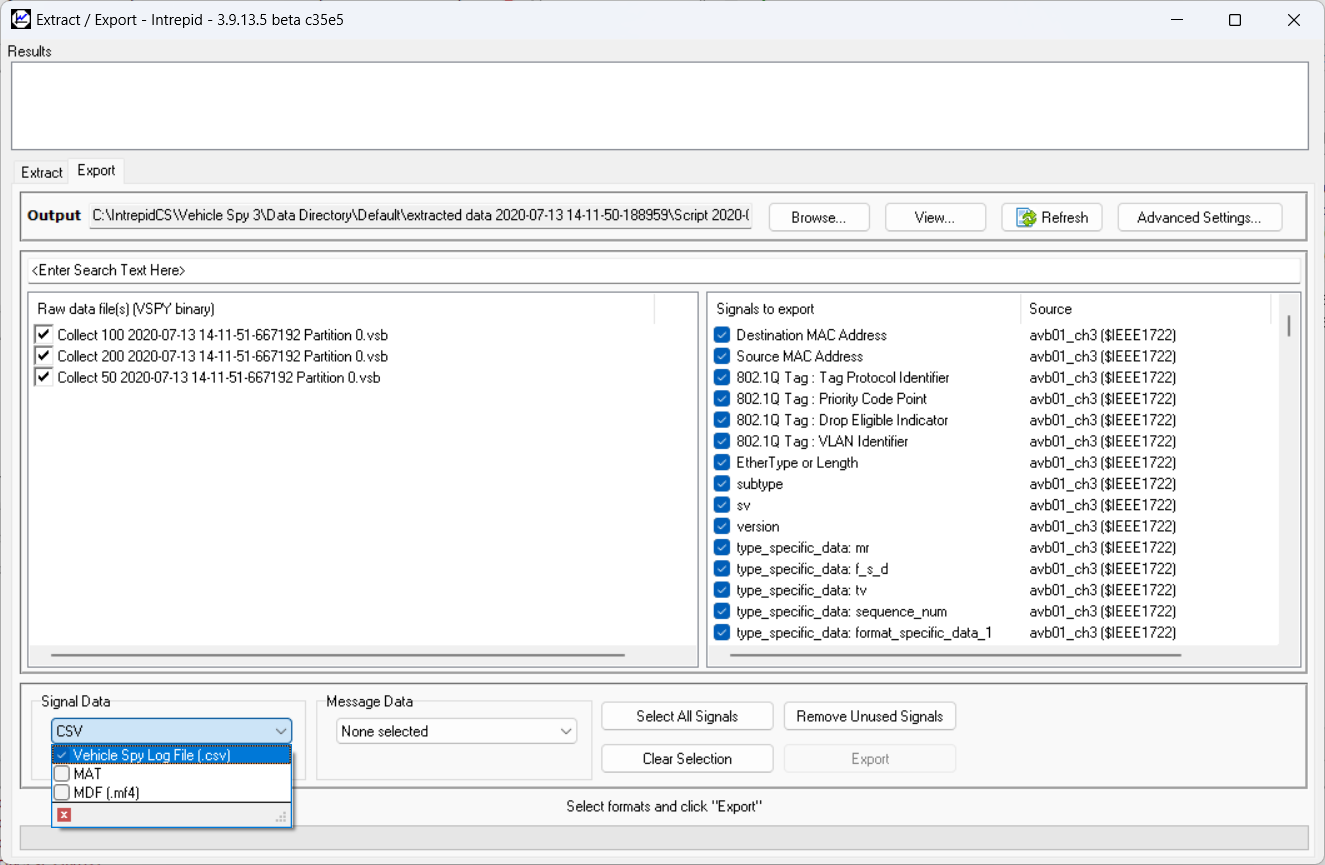 Extract / Export - Intrepid - 3.9.13.5 beta c35e5
Results
Extract
Export
Output
C:\IntrepidCS\Vehicle Spy 3\Data Directory\Default\extracted data 2020-07-13 14-11-50-188959\Script 2020-(
Browse...
View...
Refresh
Advanced Settings...
<Enter Search Text Here>
Raw data file(s) (VSPY binary)
Collect 100 2020-07-13 14-11-51-667192 Partition 0.vsb
Collect 200 2020-07-13 14-11-51-667192 Partition 0.vsb
Collect 50 2020-07-13 14-11-51-667192 Partition 0.vsb
Signals to export Source
Destination MAC Address avb01_ch3 ($IEEE1722)
Source MAC Address avb01_ch3 ($IEEE1722)
802.1Q Tag : Tag Protocol Identifier avb01_ch3 ($IEEE1722)
802.1Q Tag : Priority Code Point avb01_ch3 ($IEEE1722)
802.1Q Tag : Drop Eligible Indicator avb01_ch3 ($IEEE1722)
802.1Q Tag : VLAN Identifier avb01_ch3 ($IEEE1722)
EtherType or Length avb01_ch3 ($IEEE1722)
subtype avb01_ch3 ($IEEE1722)
sv avb01_ch3 ($IEEE1722)
version avb01_ch3 ($IEEE1722)
type_specific_data: mr avb01_ch3 ($IEEE1722)
type_specific_data: f_s_d avb01_ch3 ($IEEE1722)
type_specific_data: tv avb01_ch3 ($IEEE1722)
type_specific_data: sequence_num avb01_ch3 ($IEEE1722)
type_specific_data: format_specific_data_1 avb01_ch3 ($IEEE1722)
Signal Data
CSV
Vehicle Spy Log File (.csv)
MAT
MDF (.mf4)
Message Data
None selected
Select All Signals
Remove Unused Signals
Clear Selection
Export
Select formats and click "Export"